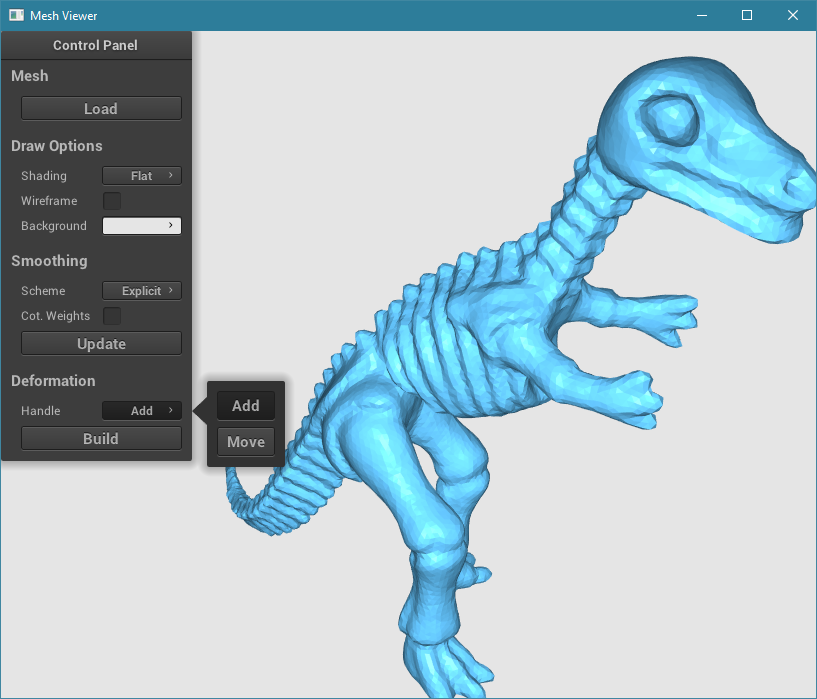 Mesh Viewer
Control Panel
Mesh
Load
Draw Options
Shading Flat
Wireframe
Background
Smoothing
Scheme Explicit
Cot. Weights
Update
Deformation
Handle Add
Add
Build
Move